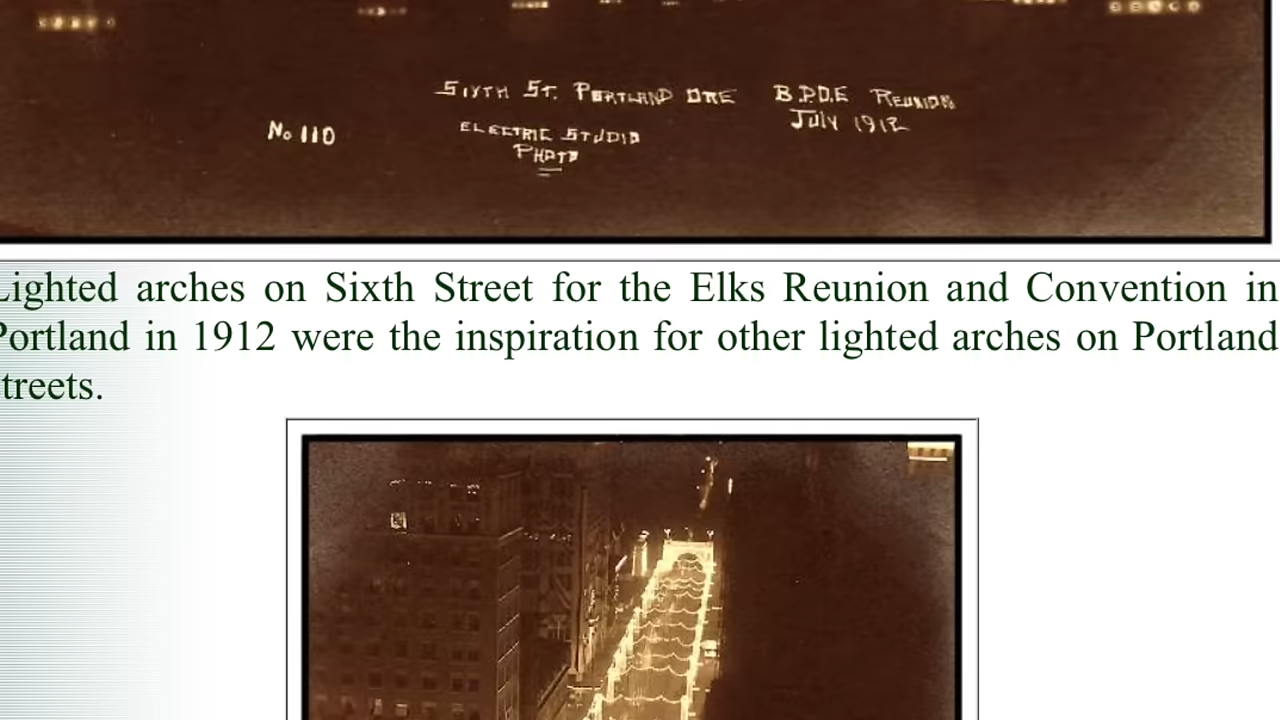 SIXTH ST. PORTLAND ORE B.P.O.E REUNION
No 110 ELECTRIC STUDIO JULY 1912
PHOTO
Lighted arches on Sixth Street for the Elks Reunion and Convention in
Portland in 1912 were the inspiration for other lighted arches on Portland
treets.